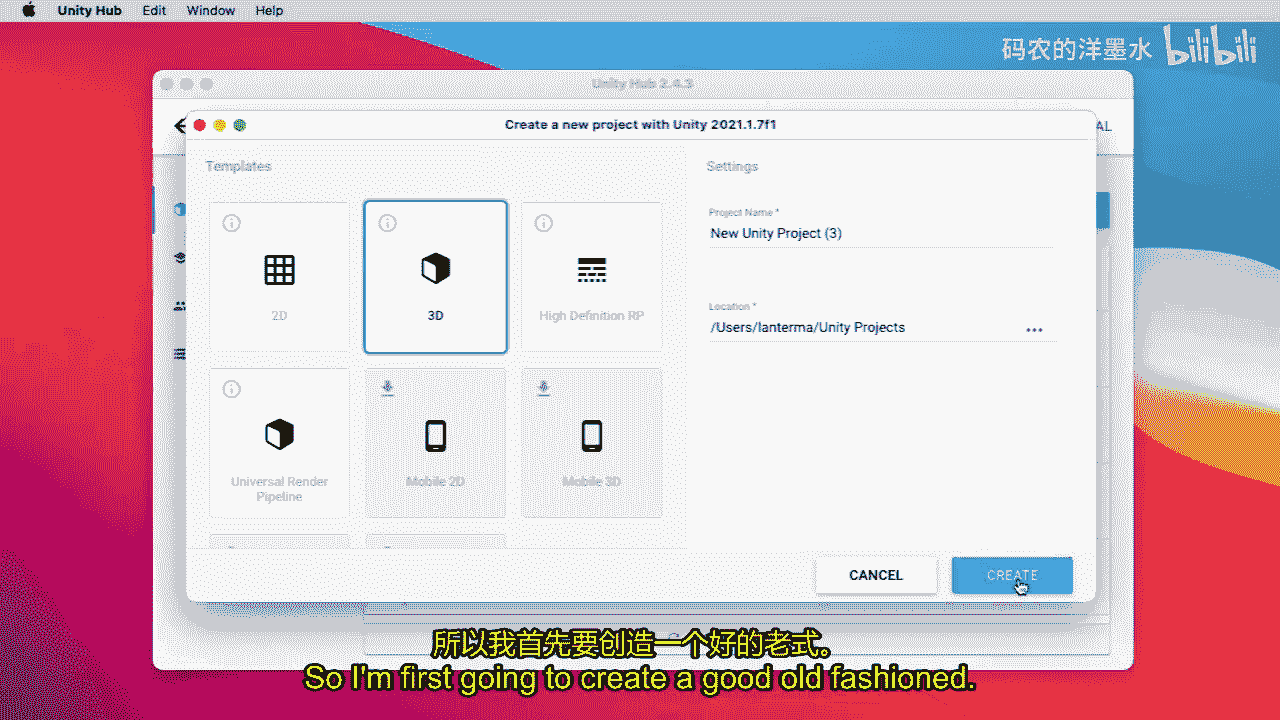 Unity Hub Edit Window Help
码农的洋墨水 bilibili
Unity Hub 2.4.3
Create a new project with Unity 2021.1.7f1
AL
Templates
Settings
2D
3D
High Definition RP
Universal Render
Pipeline
Mobile 2D
Mobile 3D
Project Name *
New Unity Project (3)
Location *
/Users/lanterma/Unity Projects
CANCEL
CREATE
所以我首先要创造一个好的老式。
So I'm first going to create a good old fashioned.